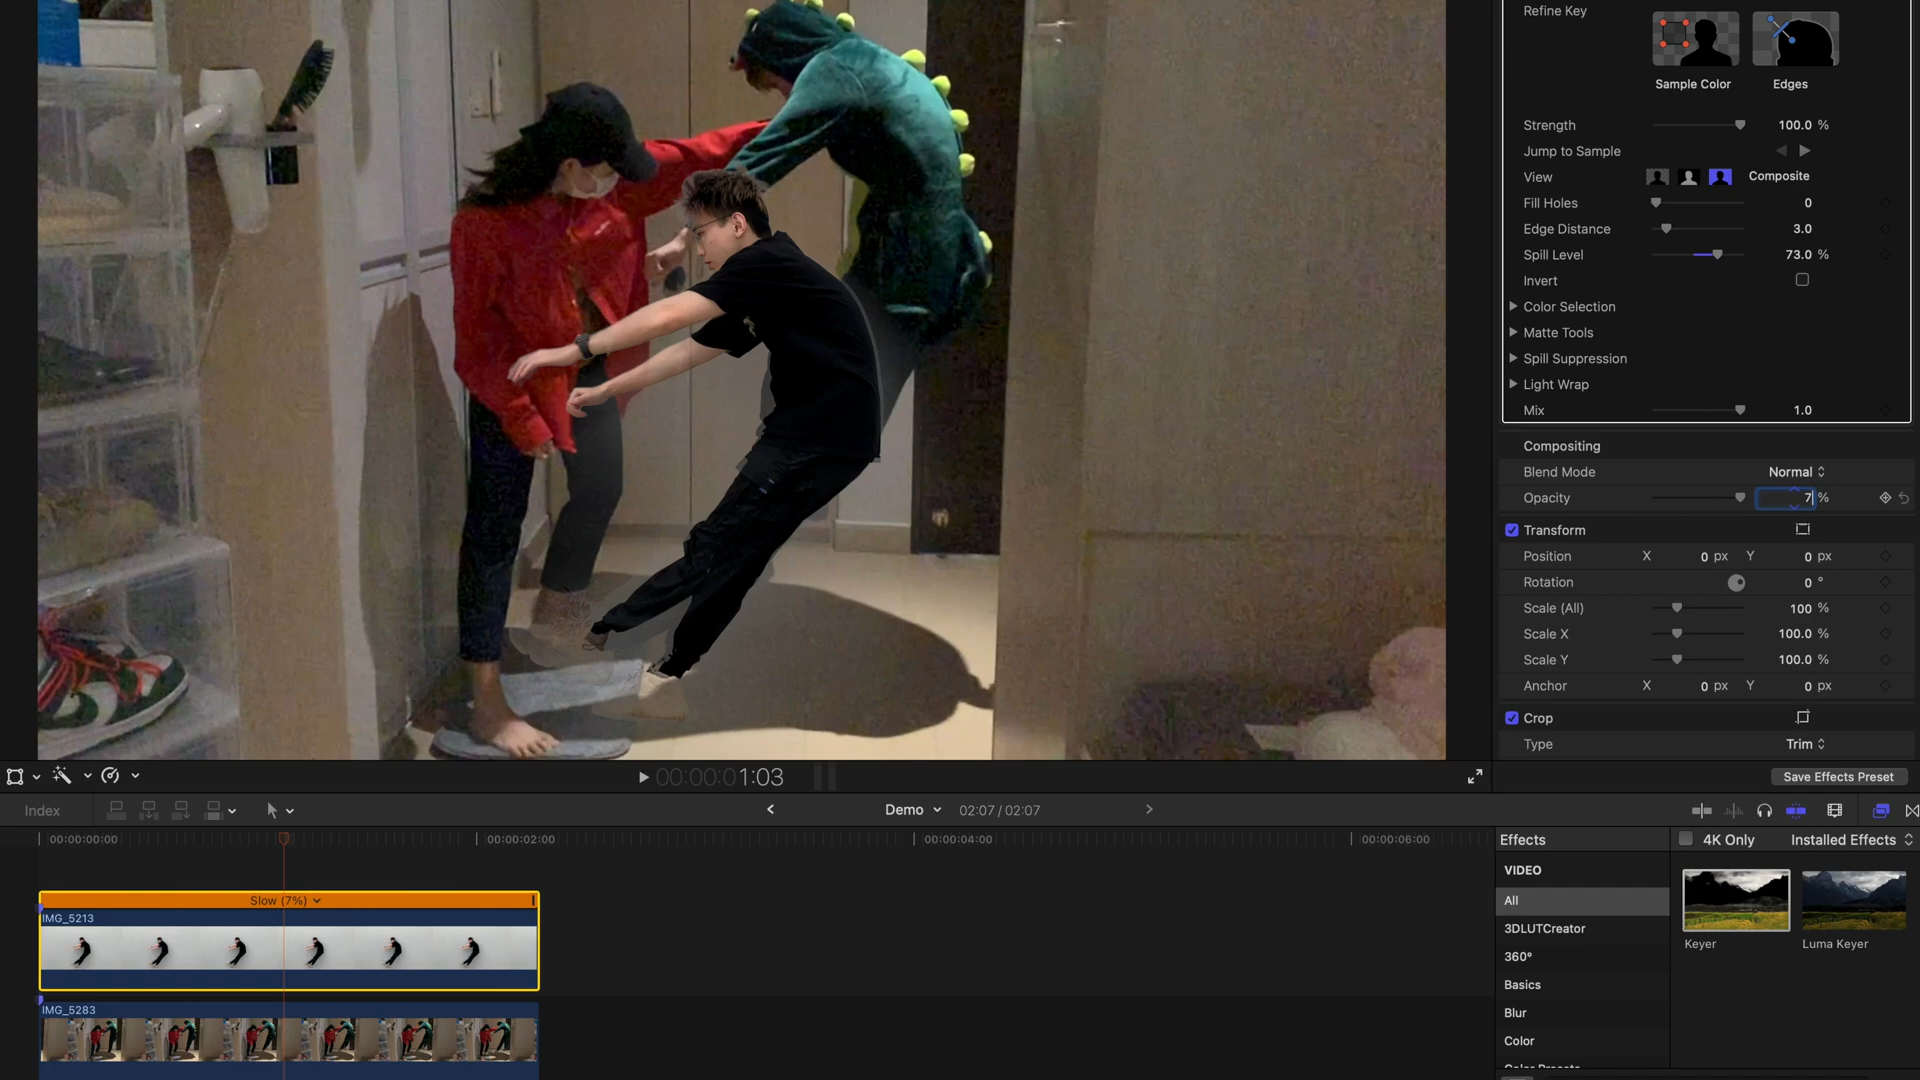 Refine Key
Sample Color Edges
Strength 100.0 %
Jump to Sample
View Composite
Fill Holes 0
Edge Distance 3.0
Spill Level 73.0 %
Invert
Color Selection
Matte Tools
Spill Suppression
Light Wrap
Mix 1.0
Compositing
Blend Mode Normal
Opacity 7 %
Transform
Position X 0 px Y 0 px
Rotation 0 °
Scale (All) 100 %
Scale X 100.0 %
Scale Y 100.0 %
Anchor X 0 px Y 0 px
Crop
Type Trim
00:00:01:03
Save Effects Preset
Index
Demo 02:07 / 02:07
00:00:00:00 00:00:02:00 00:00:04:00 00:00:06:00
Effects 4K Only Installed Effects
VIDEO
All
3DLUTCreator
360°
Basics
Blur
Color
Keyer Luma Keyer
Slow (7%)
IMG_5213
IMG_5283